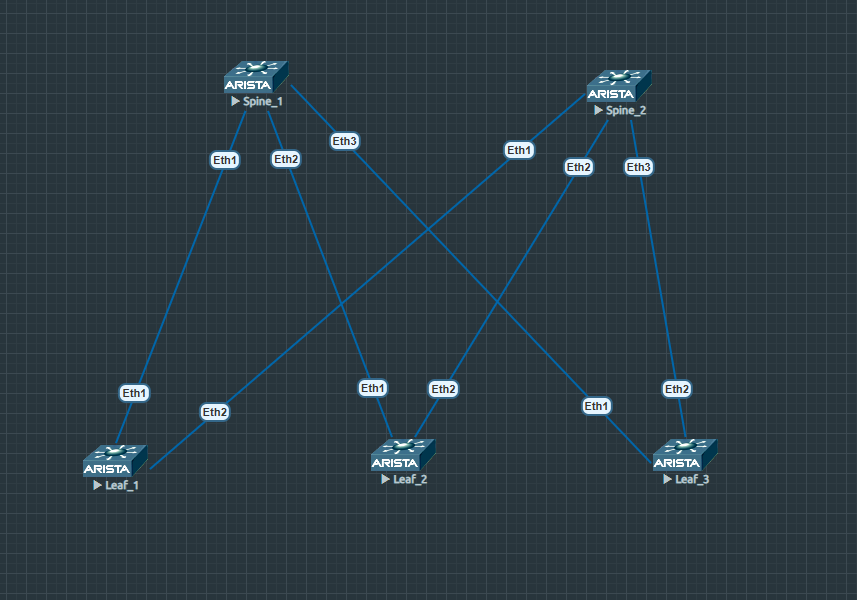 ARISTA
Spine_1
ARISTA
Spine_2
Eth1
Eth2
Eth3
Eth1
Eth2
Eth3
Eth1
Eth2
Eth1
Eth2
Eth1
Eth2
ARISTA
Leaf_1
ARISTA
Leaf_2
ARISTA
Leaf_3